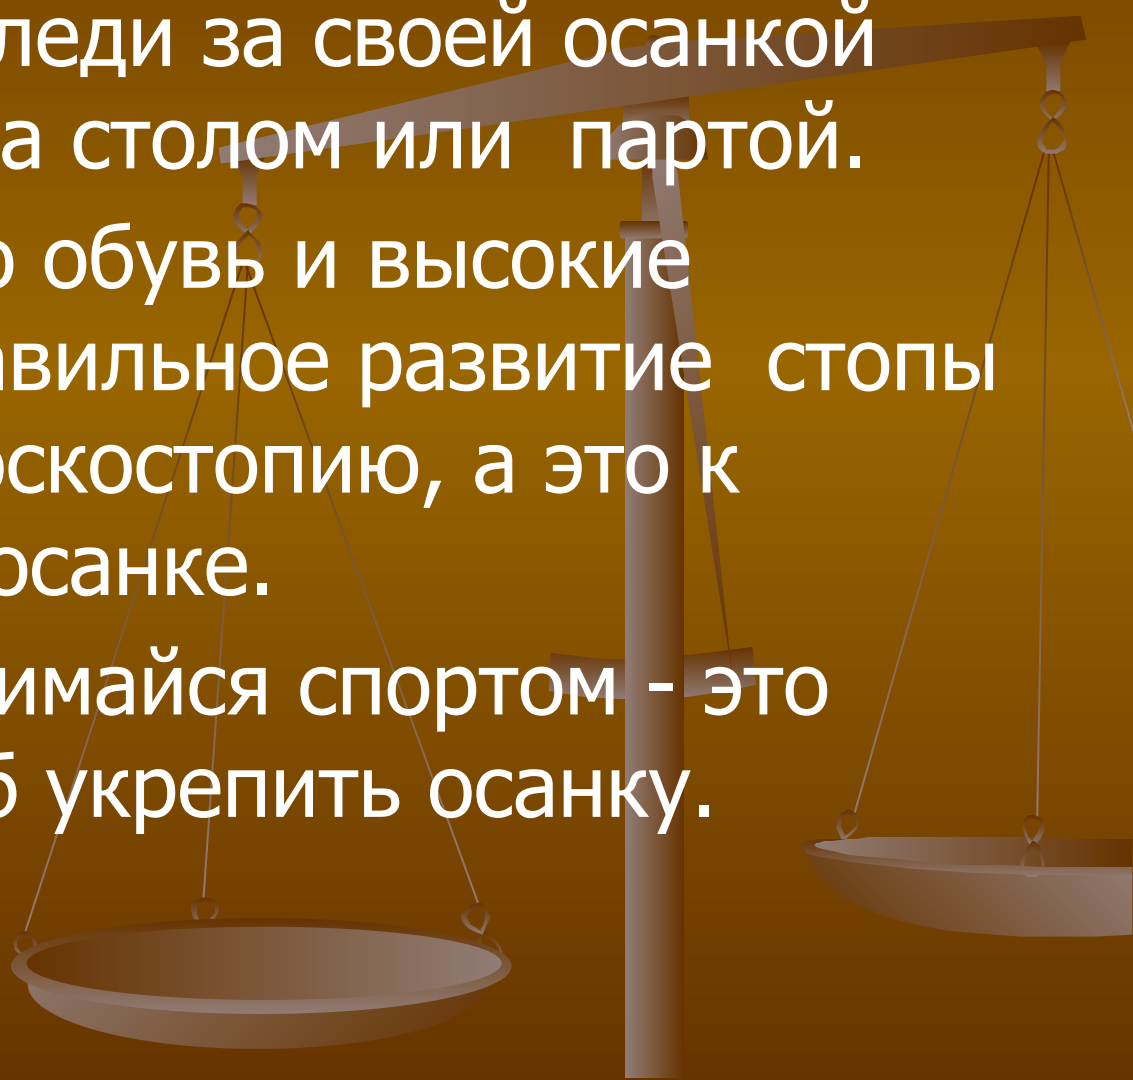 леди за своей осанкой
а столом или партой.
о обувь и высокие
авильное развитие стопы
оскостопию, а это к
осанке.
имайся спортом - это
б укрепить осанку.